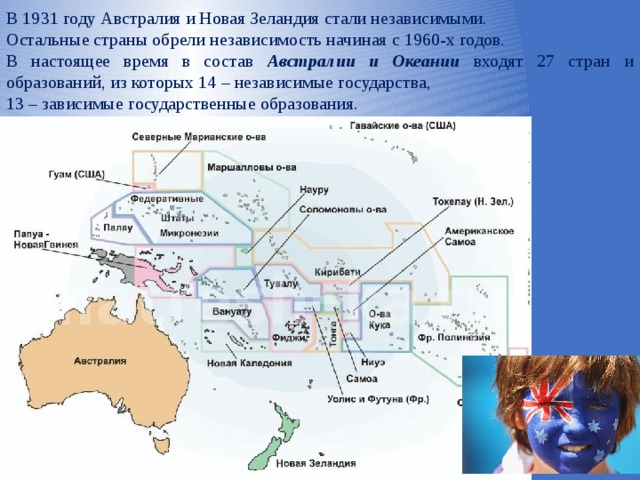 В 1931 году Австралия и Новая Зеландия стали независимыми.
Остальные страны обрели независимость начиная с 1960-х годов.
В настоящее время в состав Австралии и Океании входят 27 стран и
образований, из которых 14 – независимые государства,
13 – зависимые государственные образования.
Гавайские о-ва (США)
Северные Марианские о-ва
Маршалловы о-ва
Гуам (США)
Науру
Федеративные
Штаты
Микронезии
Токелау (Н. Зел.)
Соломоновы о-ва
Палау
Американское
Самоа
Папуа -
НоваяГвинея
Кирибати
Тувалу
Вануату
О-ва
Кука
Фиджи
Тонга
Фр. Полинезия
Австралия
Новая Каледония
Ниуэ
Самоа
Уолис и Футуна (Фр.)
Новая Зеландия